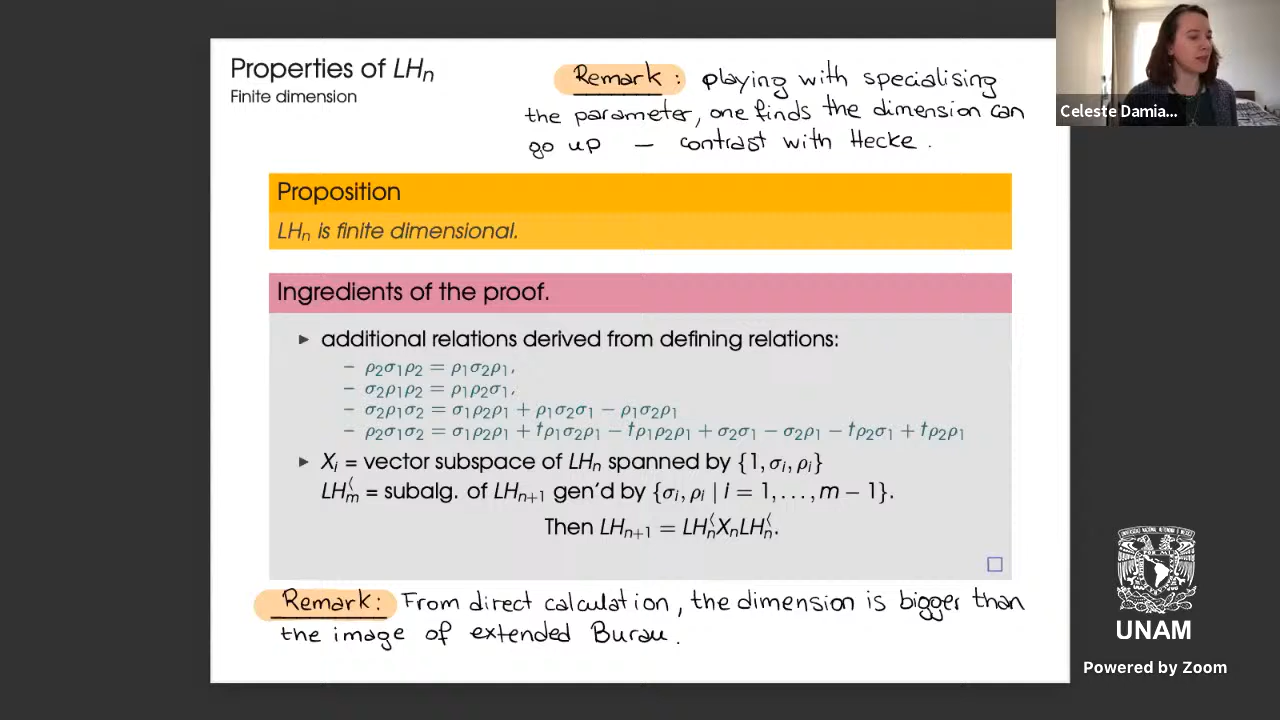 Properties of LHₙ
Finite dimension
Remark: playing with specialising
the parameter, one finds the dimension can
go up — contrast with Hecke.
Celeste Damia...
Proposition
LHₙ is finite dimensional.
Ingredients of the proof.
▸ additional relations derived from defining relations:
– ρ₂σ₁ρ₂ = ρ₁σ₂ρ₁,
– σ₂ρ₁ρ₂ = ρ₁ρ₂σ₁,
– σ₂ρ₁σ₂ = σ₁ρ₂ρ₁ + ρ₁σ₂σ₁ − ρ₁σ₂ρ₁
– ρ₂σ₁σ₂ = σ₁ρ₂ρ₁ + tρ₁σ₂ρ₁ − tρ₁ρ₂ρ₁ + σ₂σ₁ − σ₂ρ₁ − tρ₂σ₁ + tρ₂ρ₁
▸ Xᵢ = vector subspace of LHₙ spanned by {1, σᵢ, ρᵢ}
LHₘ⟨ = subalg. of LHₙ₊₁ gen'd by {σᵢ, ρᵢ | i = 1, . . . , m − 1}.
Then LHₙ₊₁ = LHₙ⟨XₙLHₙ⟨.
Remark: From direct calculation, the dimension is bigger than
the image of extended Burau.
UNAM
Powered by Zoom